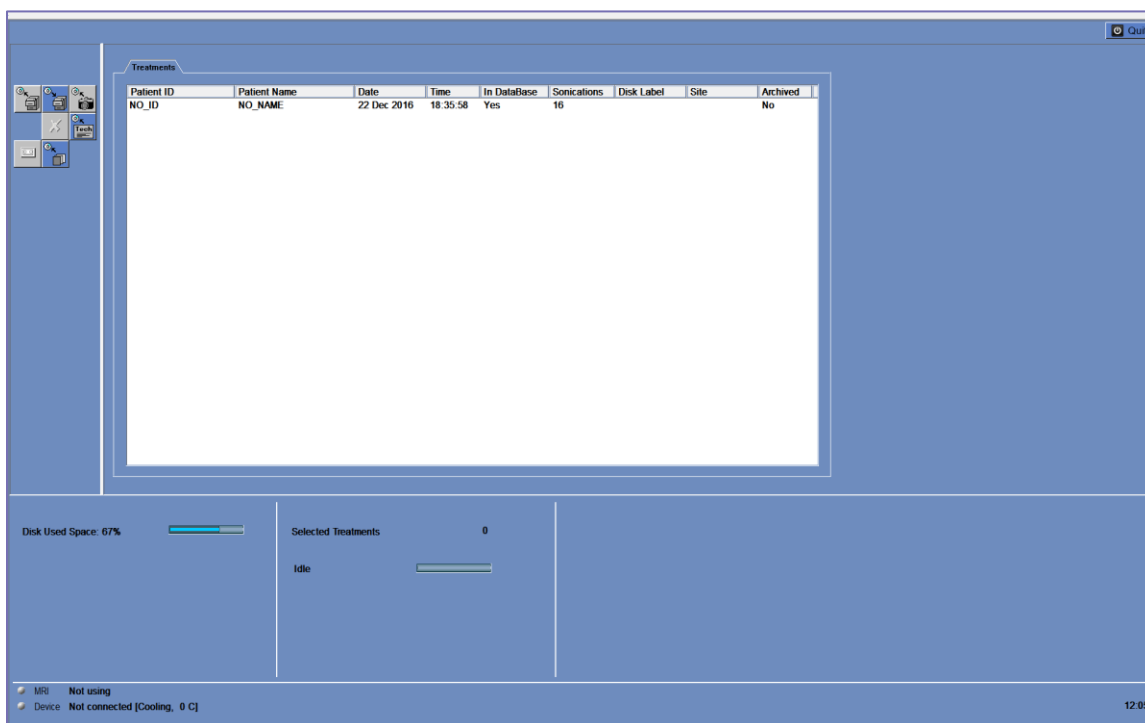 Qui
Treatments
Patient ID Patient Name Date Time In DataBase Sonications Disk Label Site Archived
NO_ID NO_NAME 22 Dec 2016 18:35:58 Yes 16 No
Tech
Disk Used Space: 67%
Selected Treatments 0
Idle
MRI Not using
Device Not connected [Cooling, 0 C]